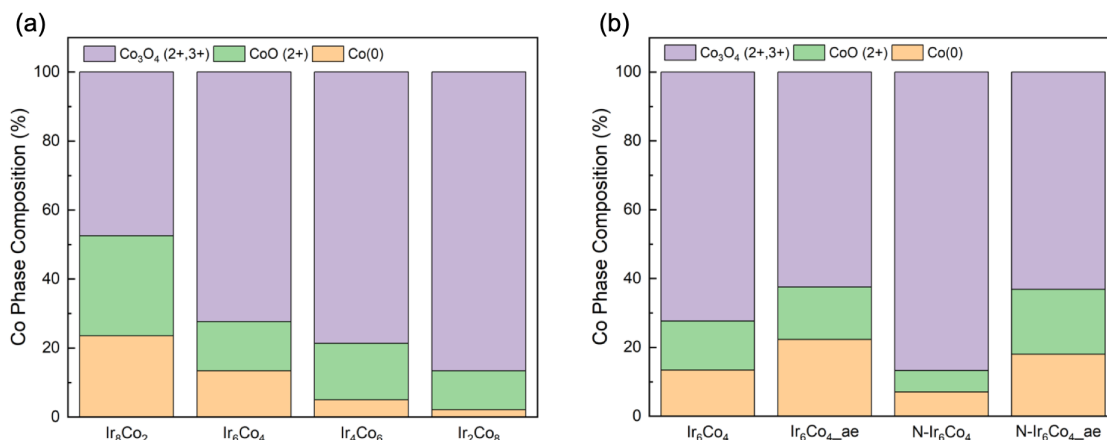 (a)
Co₃O₄ (2+,3+) CoO (2+) Co(0)
Co Phase Composition (%)
100
80
60
40
20
0
Ir₈Co₂ Ir₆Co₄ Ir₄Co₆ Ir₂Co₈
(b)
Co₃O₄ (2+,3+) CoO (2+) Co(0)
Co Phase Composition (%)
100
80
60
40
20
0
Ir₆Co₄ Ir₆Co₄_ae N-Ir₆Co₄ N-Ir₆Co₄_ae